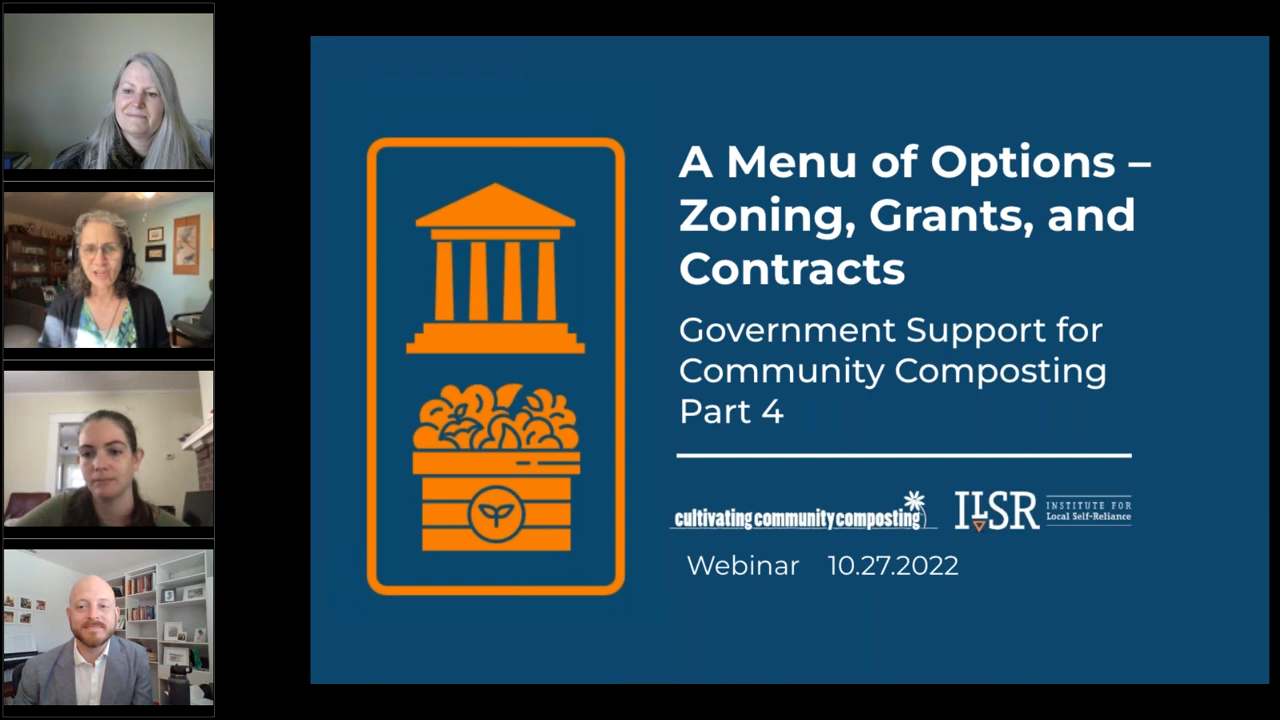 A Menu of Options –
Zoning, Grants, and
Contracts
Government Support for
Community Composting
Part 4
cultivating community composting
ILSR INSTITUTE FOR
Local Self-Reliance
Webinar 10.27.2022